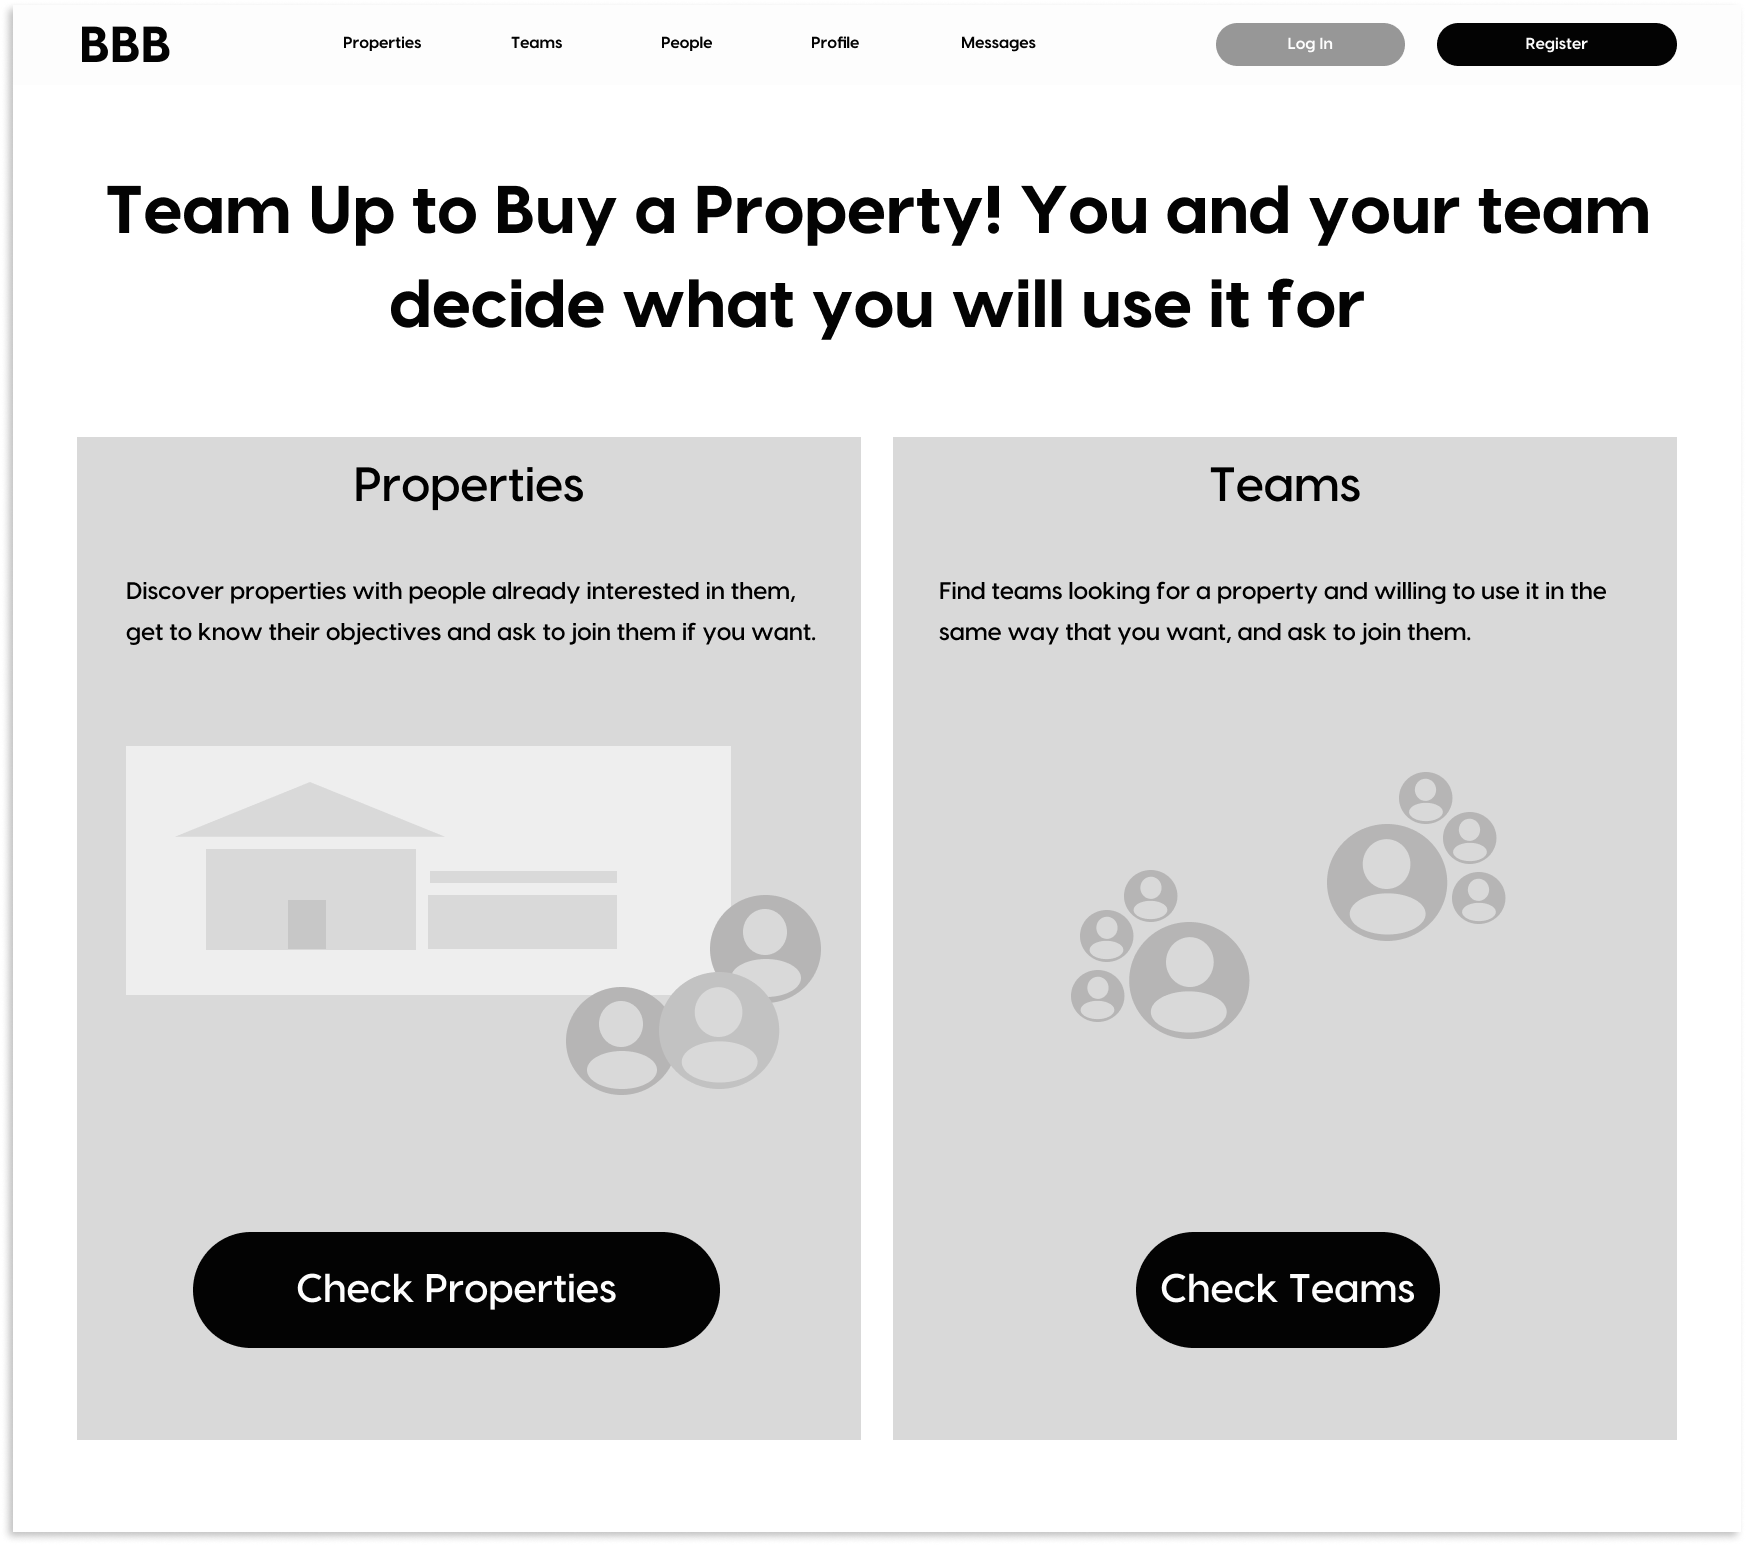 BBB
Properties
Teams
People
Profile
Messages
Log In
Register
Team Up to Buy a Property! You and your team
decide what you will use it for
Properties
Discover properties with people already interested in them,
get to know their objectives and ask to join them if you want.
Check Properties
Teams
Find teams looking for a property and willing to use it in the
same way that you want, and ask to join them.
Check Teams